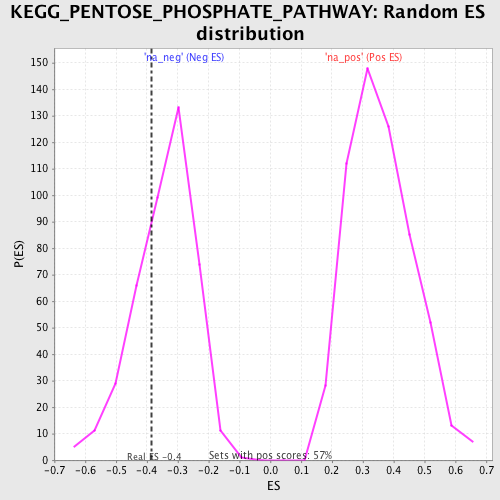 KEGG_PENTOSE_PHOSPHATE_PATHWAY: Random ES
distribution
'na_neg' (Neg ES)
'na_pos' (Pos ES)
150
140
130
120
110
100
90
80
70
60
50
40
30
20
10
0
P(ES)
Real ES -0.4
Sets with pos scores: 57%
-0.7 -0.6 -0.5 -0.4 -0.3 -0.2 -0.1 0.0 0.1 0.2 0.3 0.4 0.5 0.6 0.7
ES